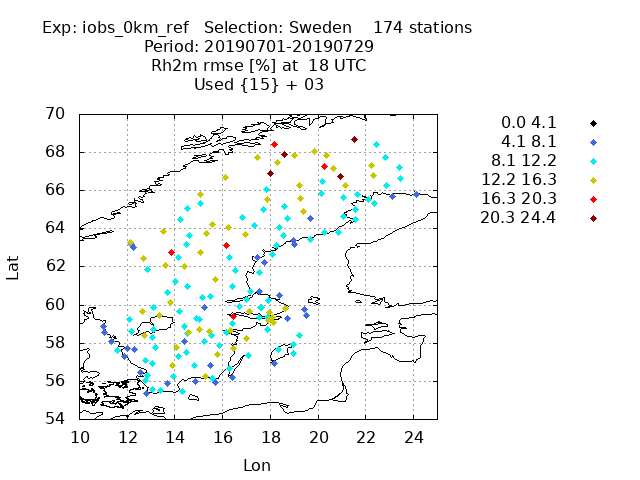 Exp: iobs_0km_ref   Selection: Sweden    174 stations
Period: 20190701-20190729
Rh2m rmse [%] at  18 UTC
Used {15} + 03
70
68
66
64
62
60
58
56
54
10 12 14 16 18 20 22 24
Lat
Lon
0.0 4.1
4.1 8.1
8.1 12.2
12.2 16.3
16.3 20.3
20.3 24.4